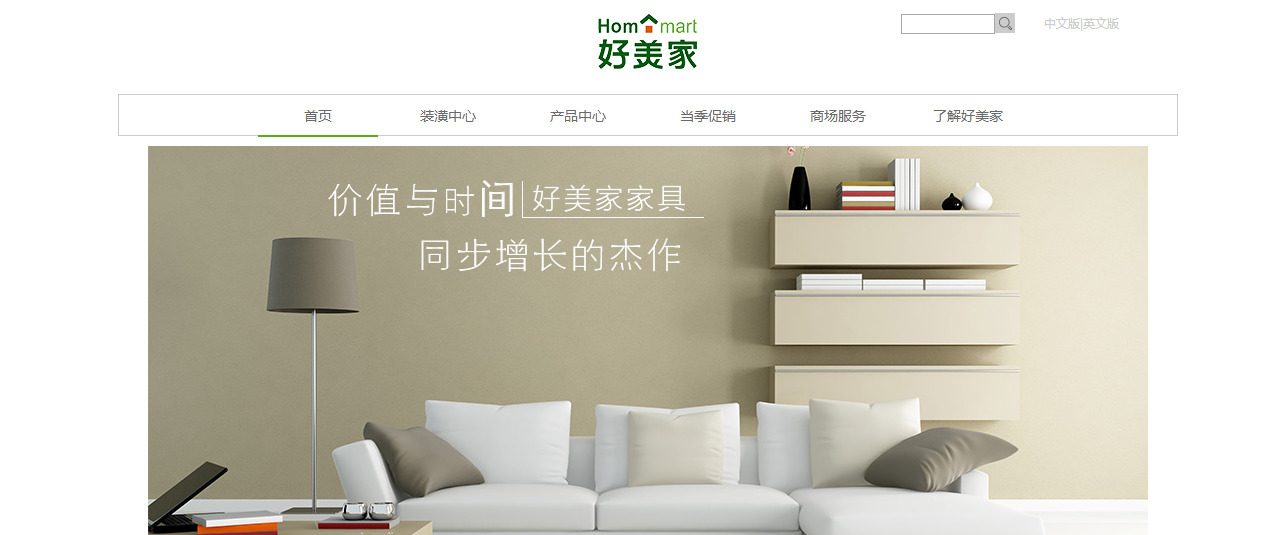 Hom mart
好美家
中文版|英文版
首页
装潢中心
产品中心
当季促销
商场服务
了解好美家
价值与时间
好美家家具
同步增长的杰作